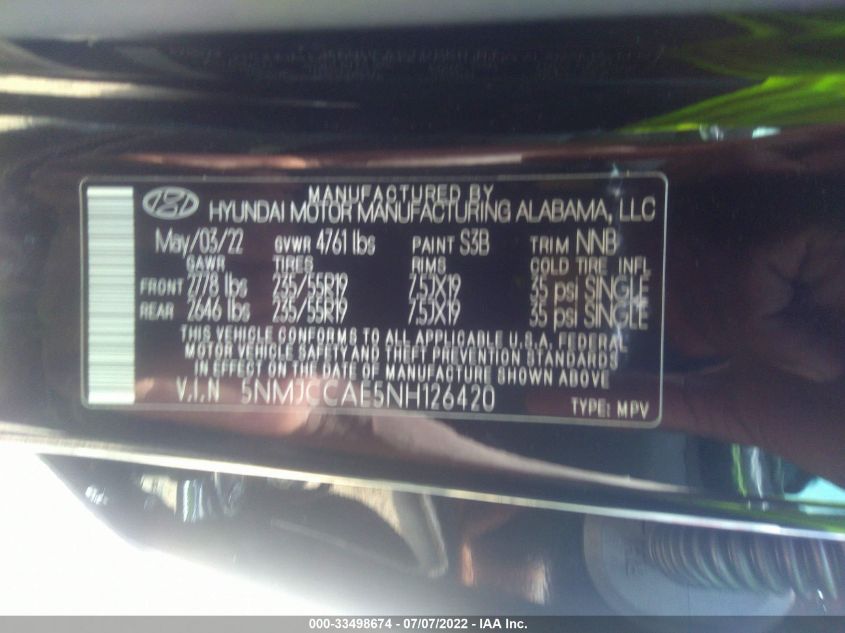 MANUFACTURED BY
HYUNDAI MOTOR MANUFACTURING ALABAMA, LLC
May/03/22 GVWR 4761 lbs PAINT S3B TRIM NNB
GAWR TIRES RIMS COLD TIRE INFL
FRONT 2778 lbs 235/55R19 7.5JX19 35 psi SINGLE
REAR 2646 lbs 235/55R19 7.5JX19 35 psi SINGLE
THIS VEHICLE CONFORMS TO ALL APPLICABLE U.S.A. FEDERAL
MOTOR VEHICLE SAFETY AND THEFT PREVENTION STANDARDS
IN EFFECT ON THE DATE OF MANUFACTURE SHOWN ABOVE
V.I.N 5NMJCCAE5NH126420 TYPE: MPV
000-33498674 - 07/07/2022 - IAA Inc.